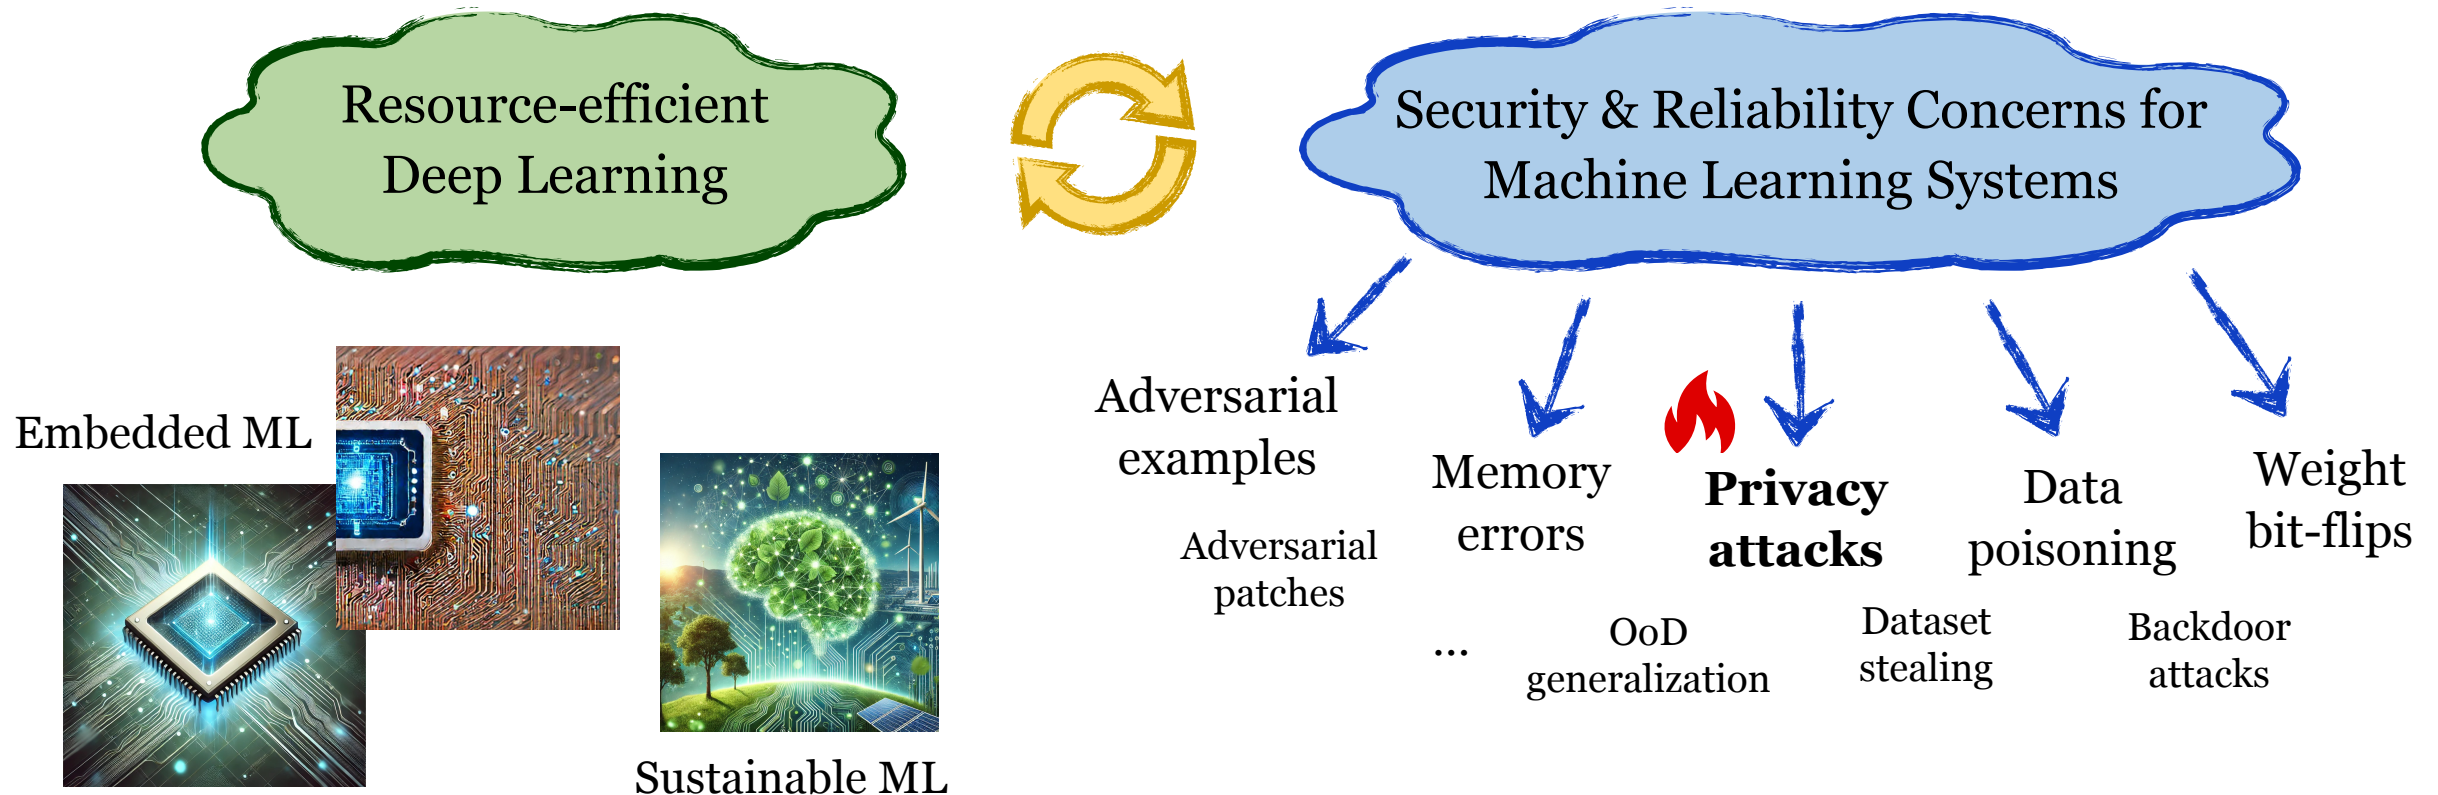 Resource-efficient
Deep Learning
Security & Reliability Concerns for
Machine Learning Systems
Embedded ML
Sustainable ML
Adversarial
examples
Memory
errors
Privacy
attacks
Data
poisoning
Weight
bit-flips
Adversarial
patches
...
OoD
generalization
Dataset
stealing
Backdoor
attacks